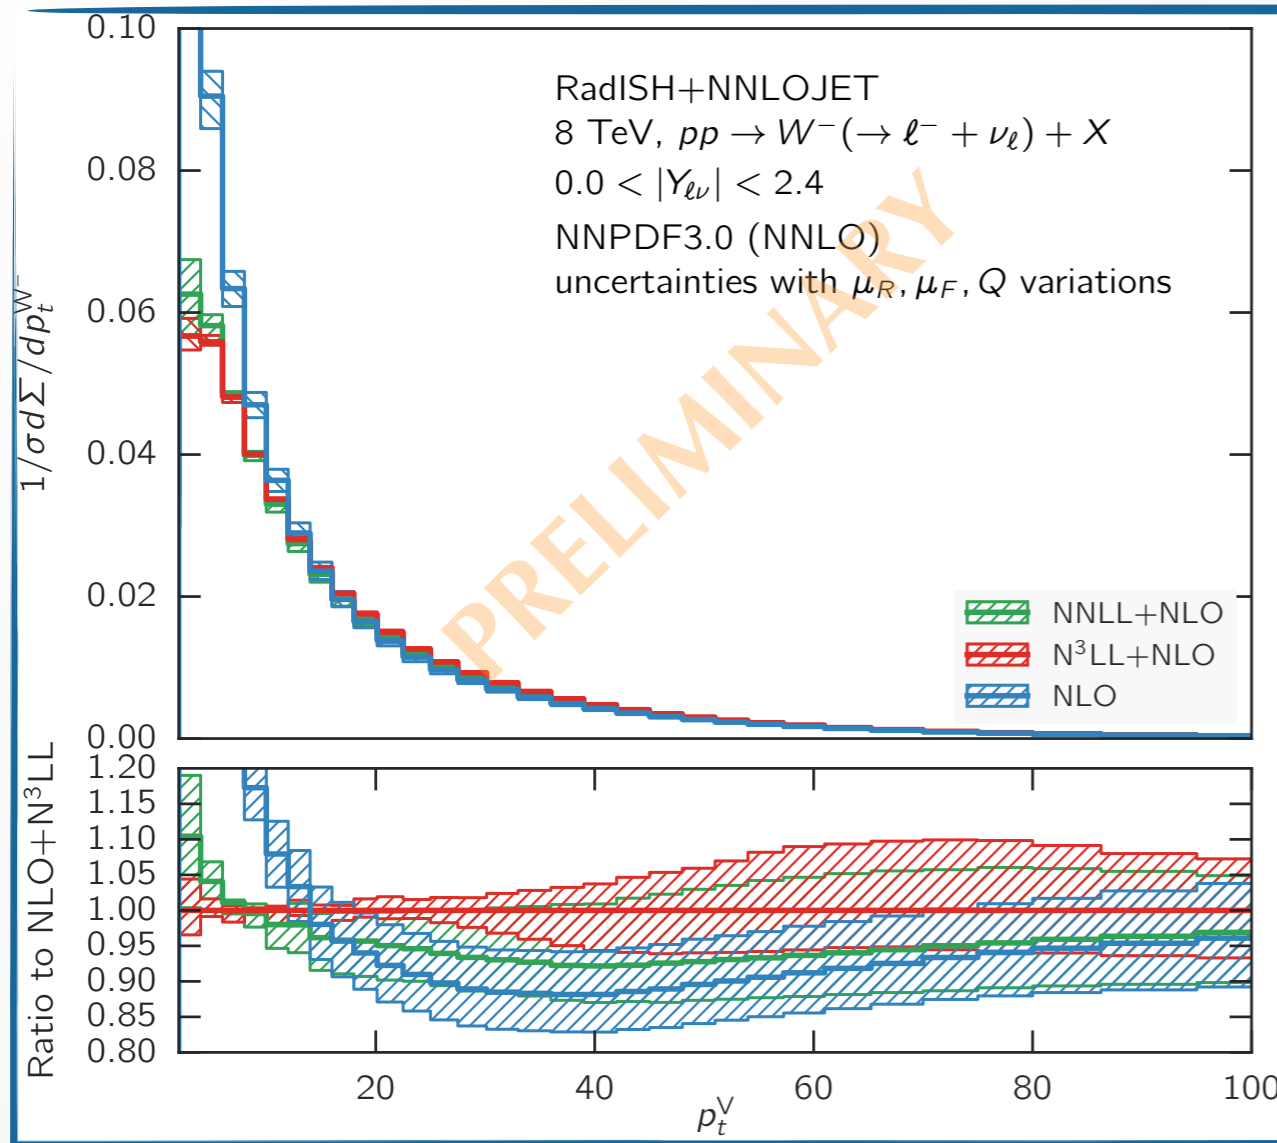 RadISH+NNLOJET
8 TeV, pp → W⁻(→ ℓ⁻ + νℓ) + X
0.0 < |Yℓν| < 2.4
NNPDF3.0 (NNLO)
uncertainties with μR, μF, Q variations
PRELIMINARY
1/σ dΣ/dp_t^{W⁻}
0.10
0.08
0.06
0.04
0.02
0.00
NNLL+NLO
N³LL+NLO
NLO
Ratio to NLO+N³LL
1.20
1.15
1.10
1.05
1.00
0.95
0.90
0.85
0.80
20 40 60 80 100
p_t^V